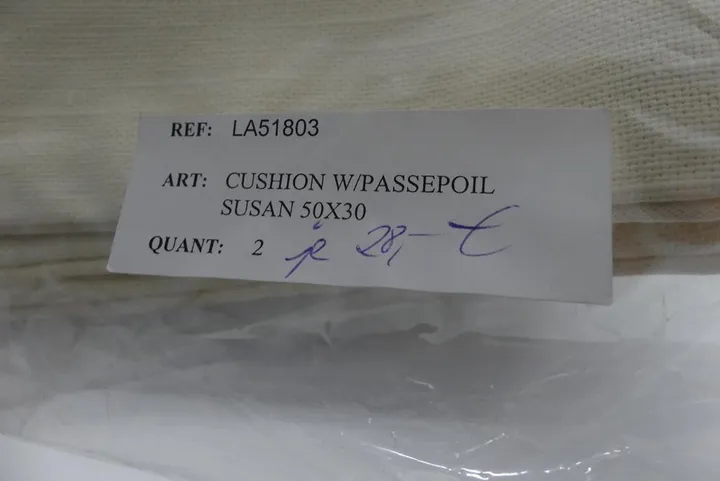 REF: LA51803
ART: CUSHION W/PASSEPOIL
SUSAN 50X30
QUANT: 2 je 28,- €